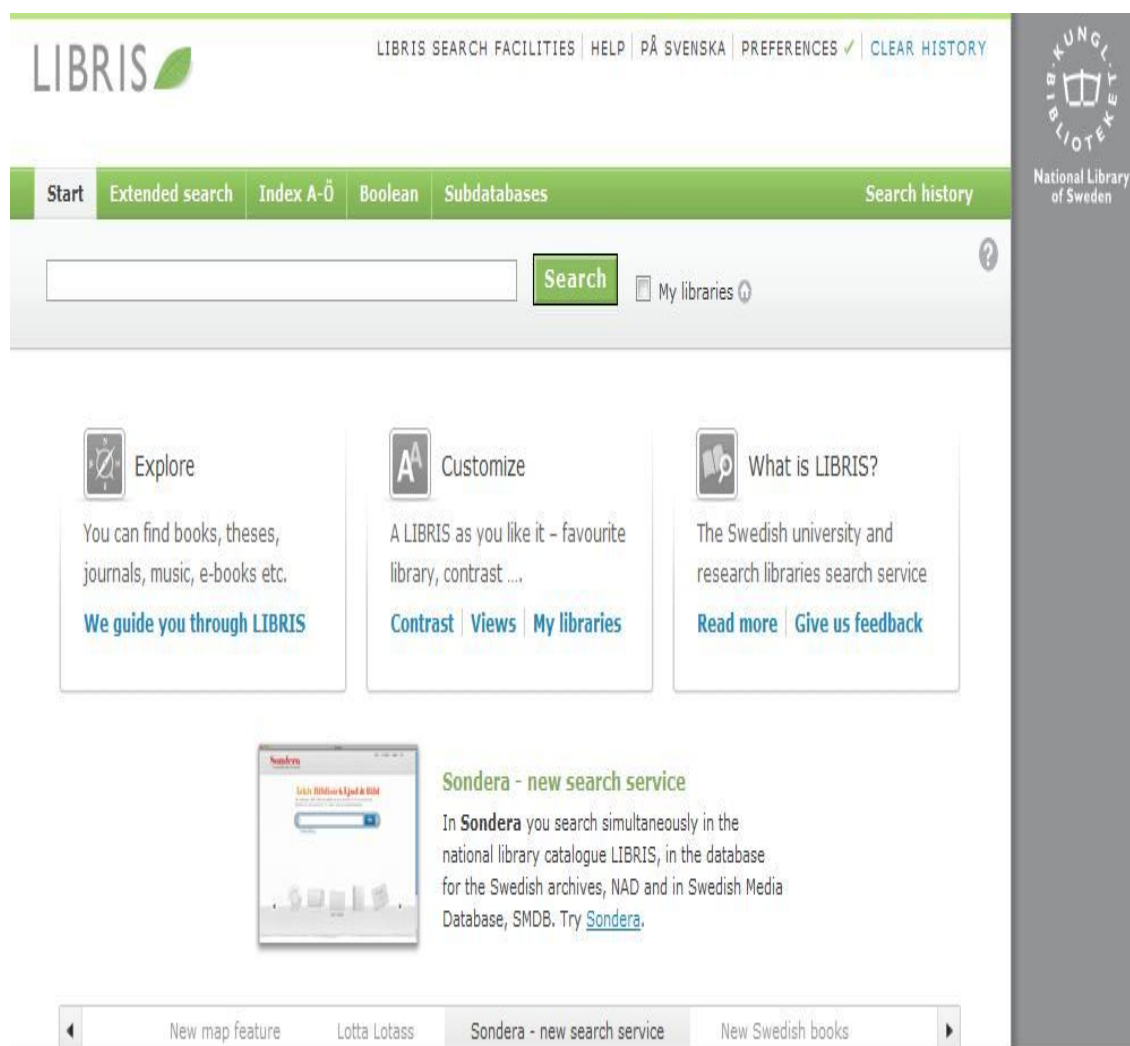 LIBRIS
LIBRIS SEARCH FACILITIES HELP PÅ SVENSKA PREFERENCES ✓ CLEAR HISTORY
KUNGL. BIBLIOTEKET
National Library
of Sweden
Start Extended search Index A-Ö Boolean Subdatabases Search history
Search My libraries
?
Explore
You can find books, theses,
journals, music, e-books etc.
We guide you through LIBRIS
Customize
A LIBRIS as you like it – favourite
library, contrast ....
Contrast Views My libraries
What is LIBRIS?
The Swedish university and
research libraries search service
Read more Give us feedback
Sondera
Sondera - new search service
In Sondera you search simultaneously in the
national library catalogue LIBRIS, in the database
for the Swedish archives, NAD and in Swedish Media
Database, SMDB. Try Sondera.
New map feature Lotta Lotass Sondera - new search service New Swedish books